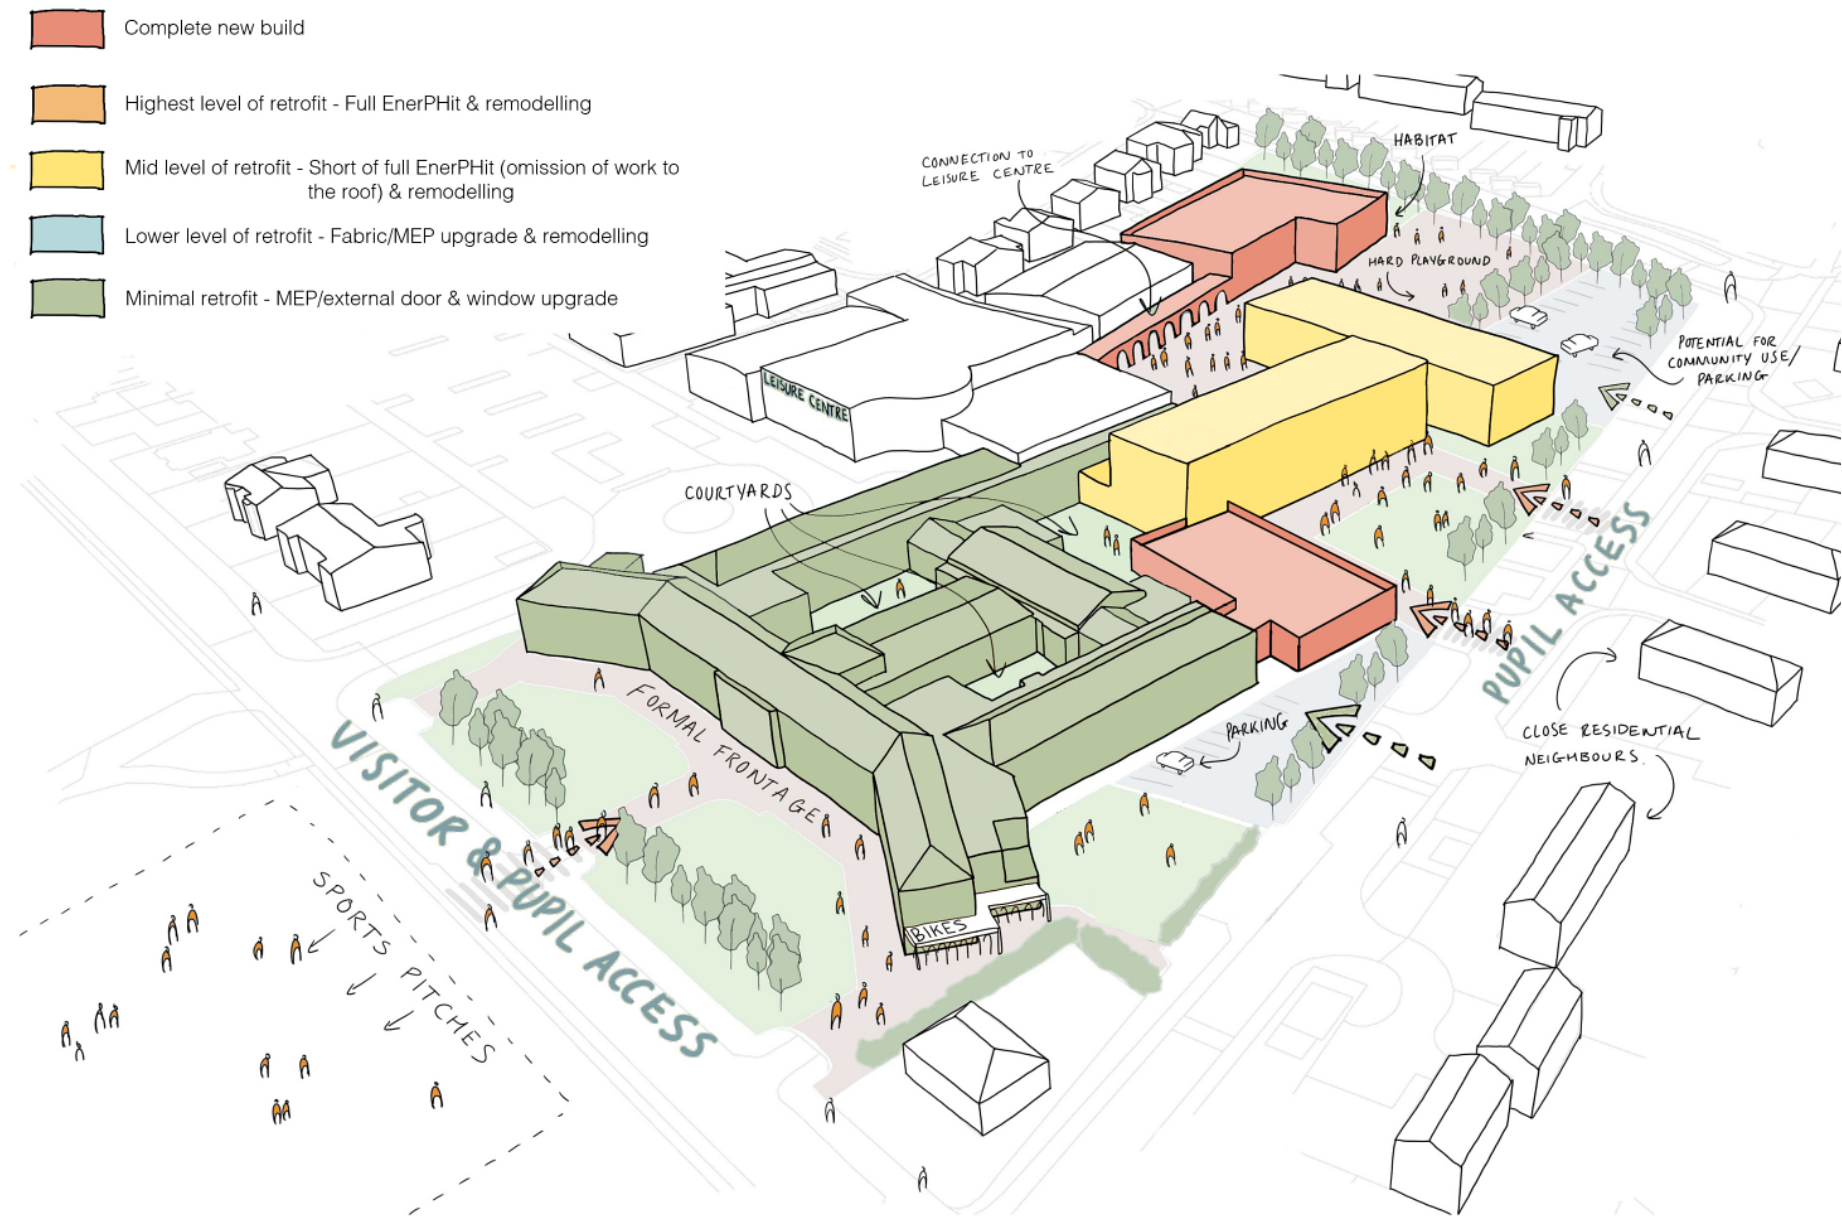 Complete new build
Highest level of retrofit - Full EnerPHit & remodelling
Mid level of retrofit - Short of full EnerPHit (omission of work to
the roof) & remodelling
Lower level of retrofit - Fabric/MEP upgrade & remodelling
Minimal retrofit - MEP/external door & window upgrade
CONNECTION TO
LEISURE CENTRE
HABITAT
HARD PLAYGROUND
POTENTIAL FOR
COMMUNITY USE/
PARKING
LEISURE CENTRE
COURTYARDS
PUPIL ACCESS
FORMAL FRONTAGE
PARKING
CLOSE RESIDENTIAL
NEIGHBOURS.
VISITOR & PUPIL ACCESS
BIKES
SPORTS PITCHES